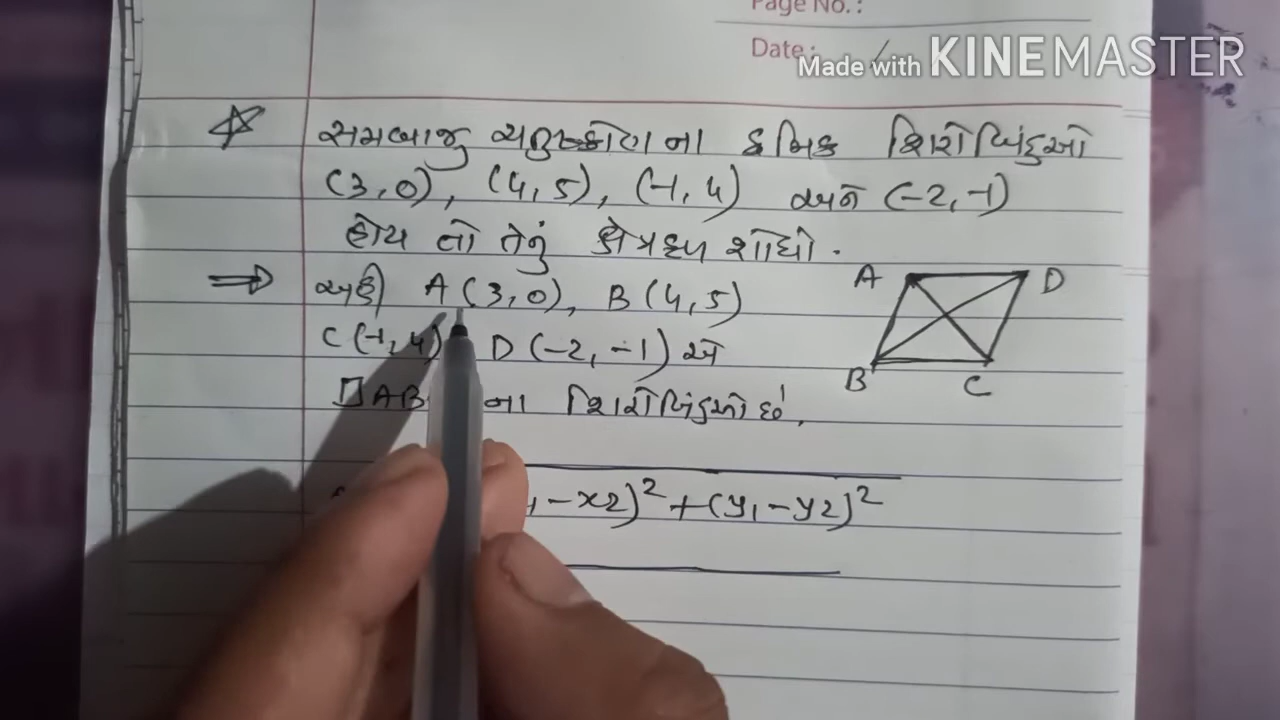 Page No.:
Date:
Made with KINEMASTER
સમબાજુ ચતુષ્કોણના ક્રમિક શિરોબિંદુઓ
(3,0), (4,5), (-1,4) અને (-2,-1)
હોય તો તેનું ક્ષેત્રફળ શોધો.
⇒ અહીં A(3,0), B(4,5)
C(-1,4) D(-2,-1) એ
□AB ના શિરોબિંદુઓ છે.
A D
B C
-x2)² + (y1-y2)²